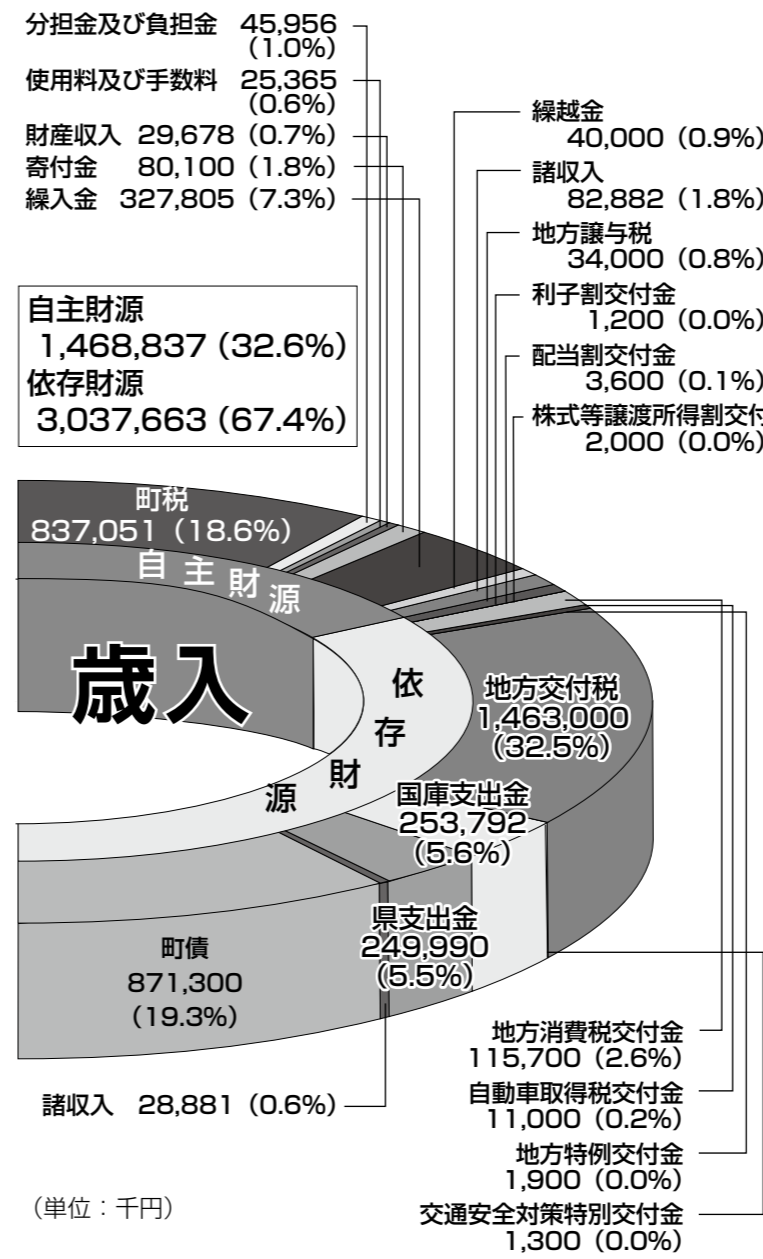 分担金及び負担金 45,956
(1.0%)
使用料及び手数料 25,365
(0.6%)
財産収入 29,678 (0.7%)
寄付金 80,100 (1.8%)
繰入金 327,805 (7.3%)
繰越金
40,000 (0.9%)
諸収入
82,882 (1.8%)
地方譲与税
34,000 (0.8%)
利子割交付金
1,200 (0.0%)
配当割交付金
3,600 (0.1%)
株式等譲渡所得割交付
2,000 (0.0%)
自主財源
1,468,837 (32.6%)
依存財源
3,037,663 (67.4%)
町税
837,051 (18.6%)
自主財源
歳入
依存財源
地方交付税
1,463,000
(32.5%)
国庫支出金
253,792
(5.6%)
県支出金
249,990
(5.5%)
町債
871,300
(19.3%)
諸収入 28,881 (0.6%)
地方消費税交付金
115,700 (2.6%)
自動車取得税交付金
11,000 (0.2%)
地方特例交付金
1,900 (0.0%)
交通安全対策特別交付金
1,300 (0.0%)
(単位:千円)